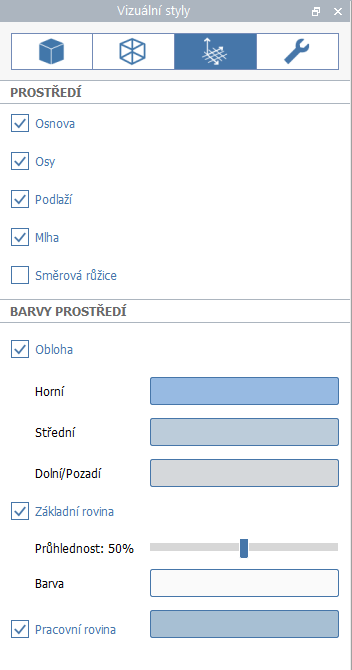 Vizuální styly
PROSTŘEDÍ
Osnova
Osy
Podlaží
Mlha
Směrová růžice
BARVY PROSTŘEDÍ
Obloha
Horní
Střední
Dolní/Pozadí
Základní rovina
Průhlednost: 50%
Barva
Pracovní rovina